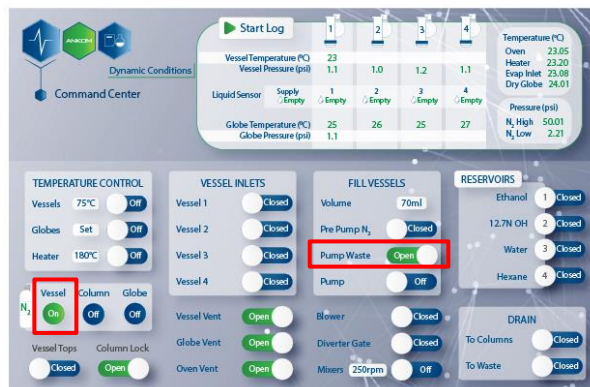 ANKOM
Dynamic Conditions
Command Center
Start Log 1 2 3 4
Vessel Temperature (ºC) 23
Vessel Pressure (psi) 1.1 1.0 1.2 1.1
Liquid Sensor Supply 1 2 3 4
Empty Empty Empty Empty Empty
Globe Temperature (ºC) 25 26 25 27
Globe Pressure (psi) 1.1
Temperature (ºC)
Oven 23.05
Heater 23.20
Evap Inlet 23.08
Dry Globe 24.01
Pressure (psi)
N₂ High 50.01
N₂ Low 2.21
TEMPERATURE CONTROL
Vessels 75ºC Off
Globes Set Off
Heater 180ºC Off
N₂
Vessel Column Globe
On Off Off
Vessel Tops Column Lock
Closed Open
VESSEL INLETS
Vessel 1 Closed
Vessel 2 Closed
Vessel 3 Closed
Vessel 4 Closed
Vessel Vent Open
Globe Vent Open
Oven Vent Open
FILL VESSELS
Volume 70ml
Pre Pump N₂ Closed
Pump Waste Open
Pump Off
Blower Closed
Diverter Gate Closed
Mixers 250rpm Off
RESERVOIRS
Ethanol 1 Closed
12.7N OH 2 Closed
Water 3 Closed
Hexane 4 Closed
DRAIN
To Columns Closed
To Waste Closed